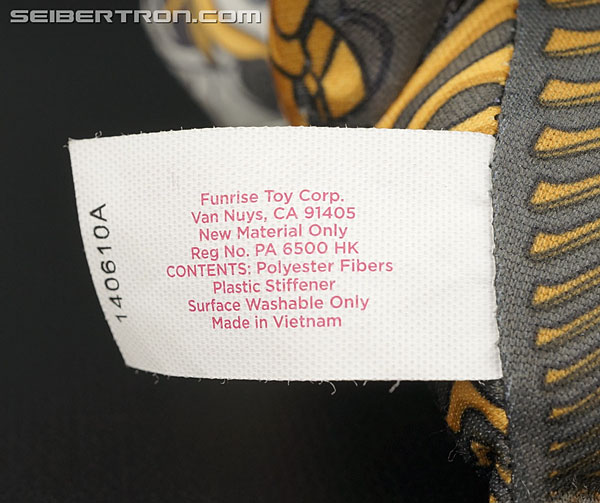 SEIBERTRON.COM
Funrise Toy Corp.
Van Nuys, CA 91405
New Material Only
Reg No. PA 6500 HK
CONTENTS: Polyester Fibers
Plastic Stiffener
Surface Washable Only
Made in Vietnam
140610A